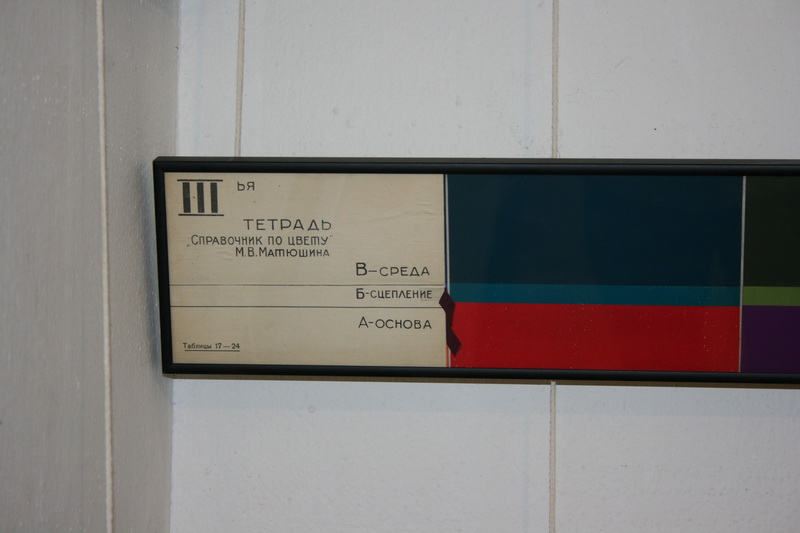 III ЬЯ
ТЕТРАДЬ
„СПРАВОЧНИК ПО ЦВЕТУ"
М.В.МАТЮШИНА
В–СРЕДА
Б-СЦЕПЛЕНИЕ
А-ОСНОВА
Таблицы 17—24